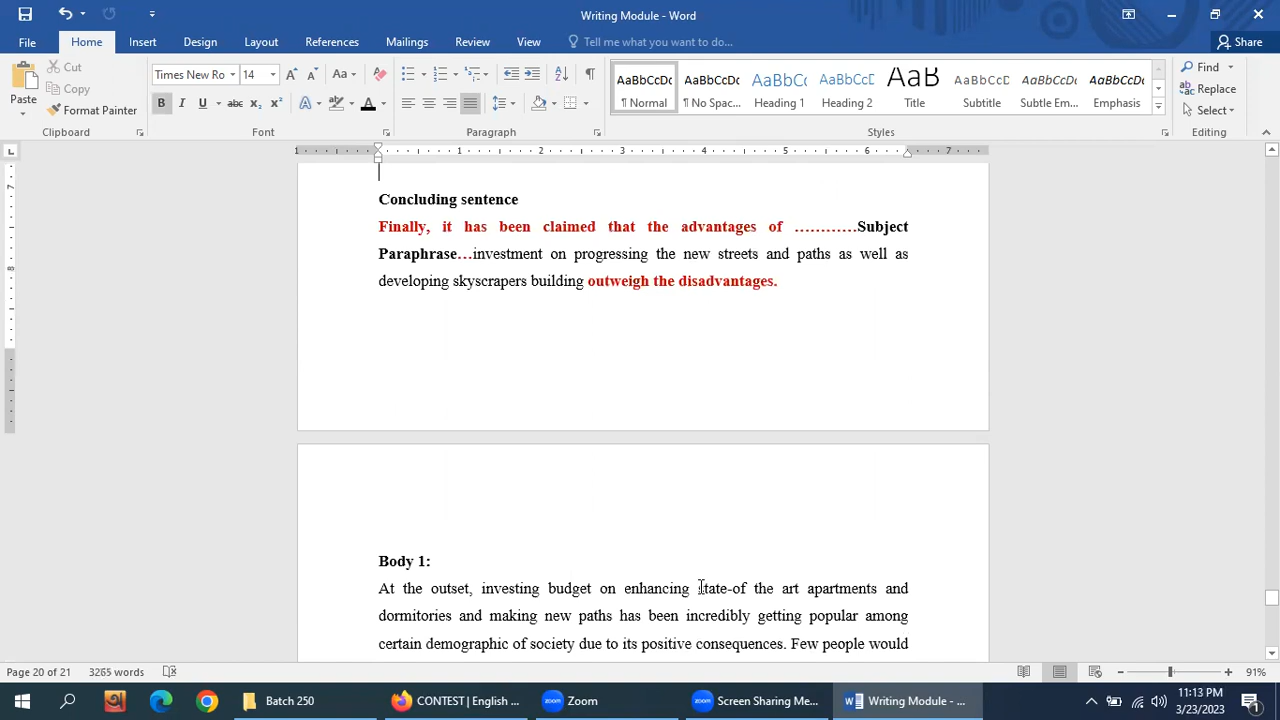 Writing Module - Word
File Home Insert Design Layout References Mailings Review View Tell me what you want to do... Share
Paste Cut Copy Format Painter Clipboard
Times New Ro 14 Font
Paragraph
AaBbCcDc ¶ Normal AaBbCcDc ¶ No Spac... AaBbCc Heading AaBbCcD Heading 2 AaB Title AaBbCcD Subtitle AaBbCcDc Subtle Em... AaBbCcDc Emphasis Styles
Find Replace Select Editing
Concluding sentence
Finally, it has been claimed that the advantages of …………Subject
Paraphrase…investment on progressing the new streets and paths as well as
developing skyscrapers building outweigh the disadvantages.
Body 1:
At the outset, investing budget on enhancing state-of the art apartments and
dormitories and making new paths has been incredibly getting popular among
certain demographic of society due to its positive consequences. Few people would
Page 20 of 21 3265 words 91%
Batch 250 CONTEST | English ... Zoom Screen Sharing Me... Writing Module - ...
11:13 PM
3/23/2023